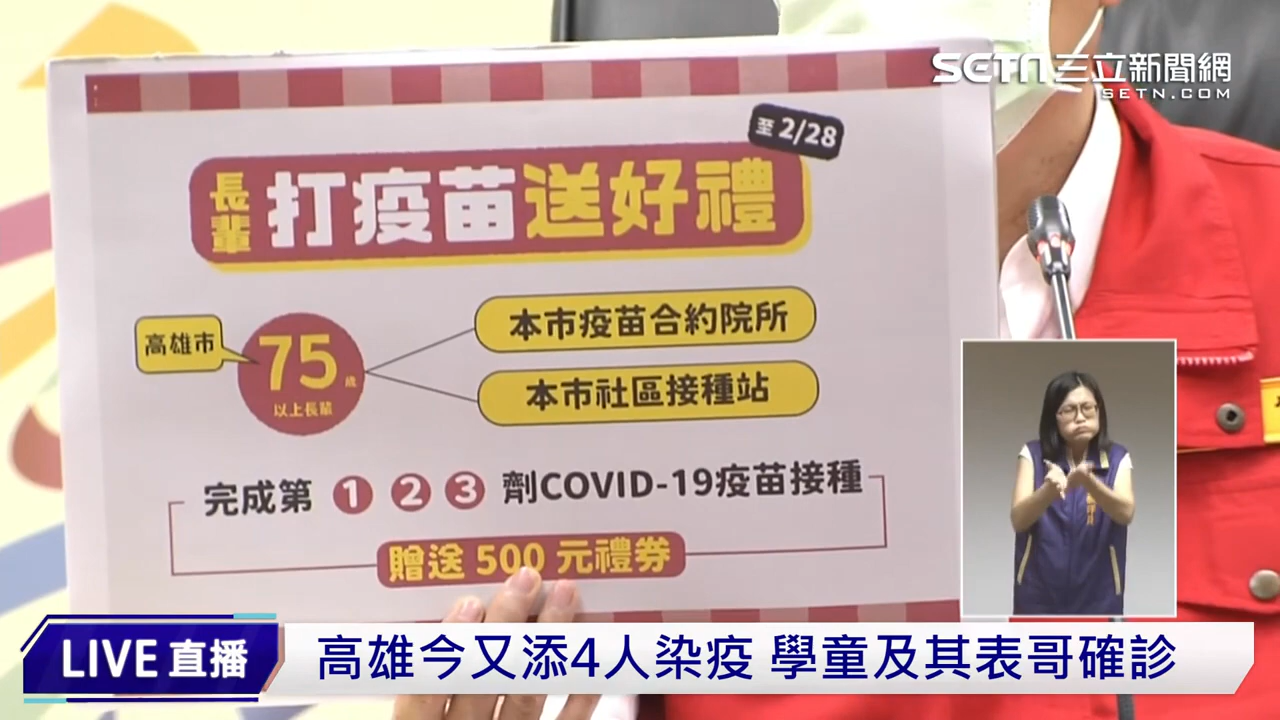 SETN三立新聞網
SETN.COM
至 2/28
長輩 打疫苗送好禮
高雄市
75歲
以上長輩
本市疫苗合約院所
本市社區接種站
完成第 1 2 3 劑COVID-19疫苗接種
贈送 500 元禮券
LIVE 直播
高雄今又添4人染疫 學童及其表哥確診